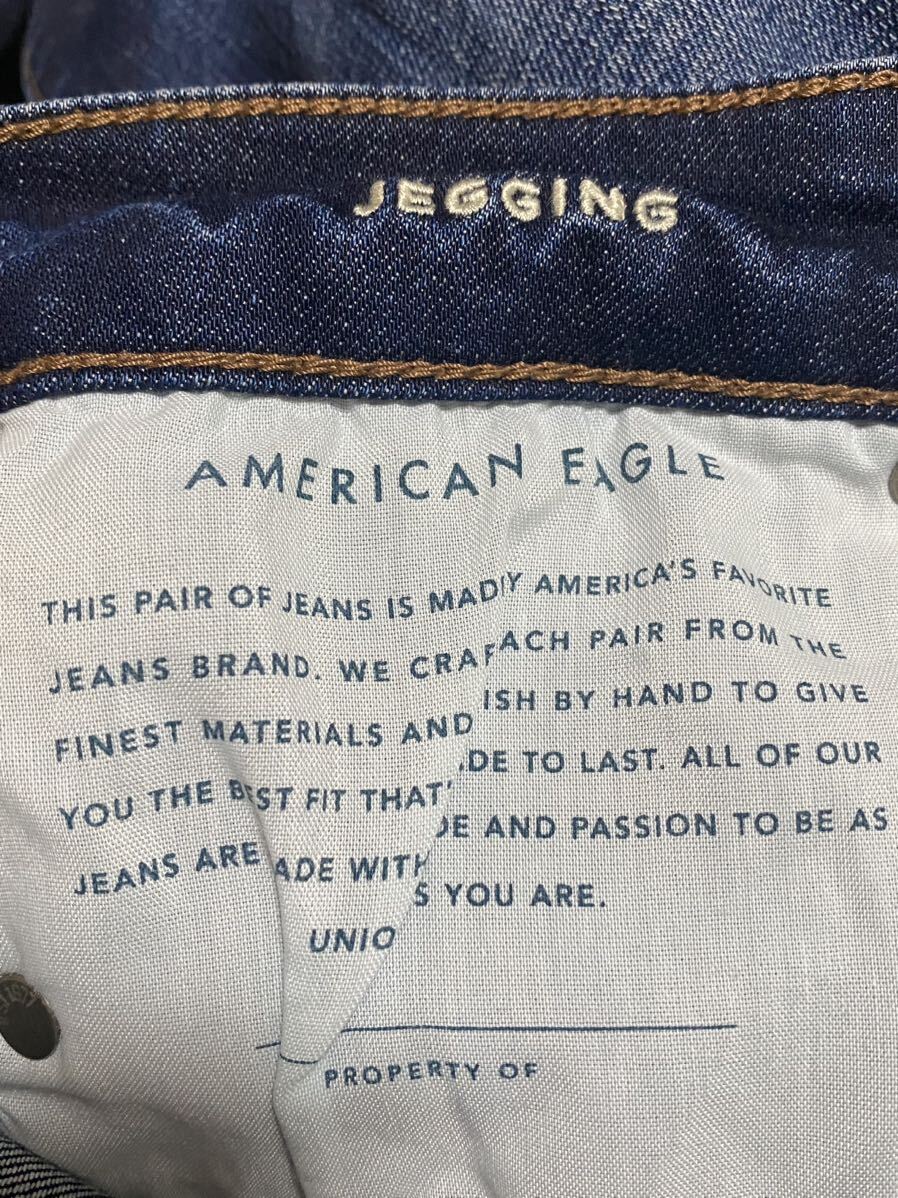 JEGGING
AMERICAN EAGLE
THIS PAIR OF JEANS IS MAD Y AMERICA'S FAVORITE
JEANS BRAND. WE CRAF ACH PAIR FROM THE
FINEST MATERIALS AND ISH BY HAND TO GIVE
YOU THE BEST FIT THAT' DE TO LAST. ALL OF OUR
JEANS ARE ADE WITH DE AND PASSION TO BE AS
UNIO S YOU ARE.
PROPERTY OF